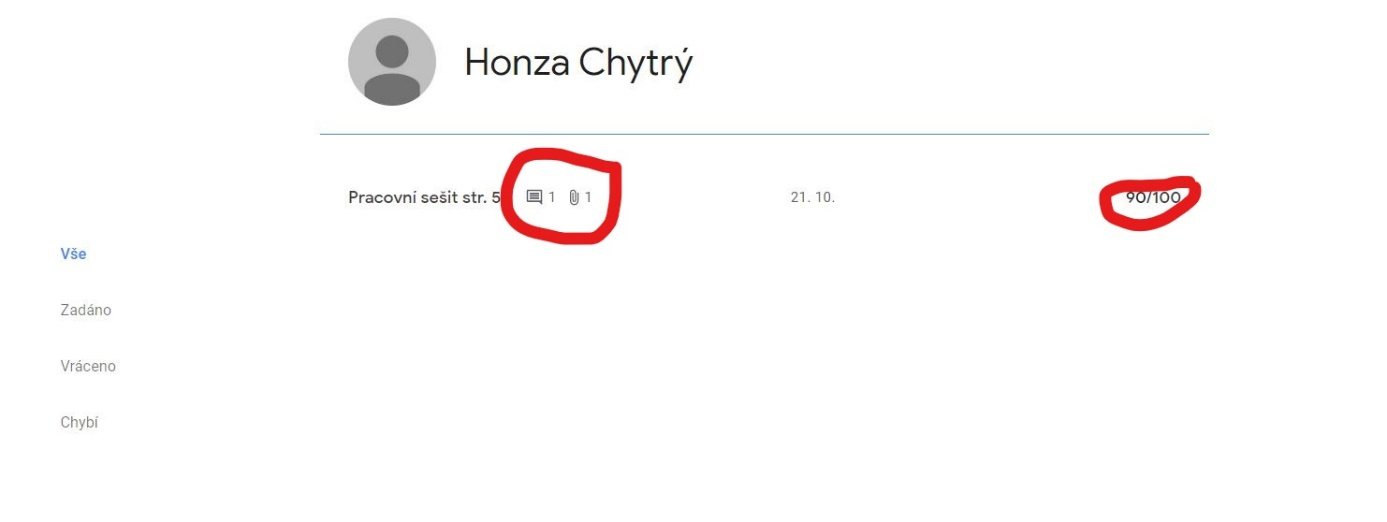 Honza Chytrý
Pracovní sešit str. 5 1 1 21. 10. 90/100
Vše
Zadáno
Vráceno
Chybí